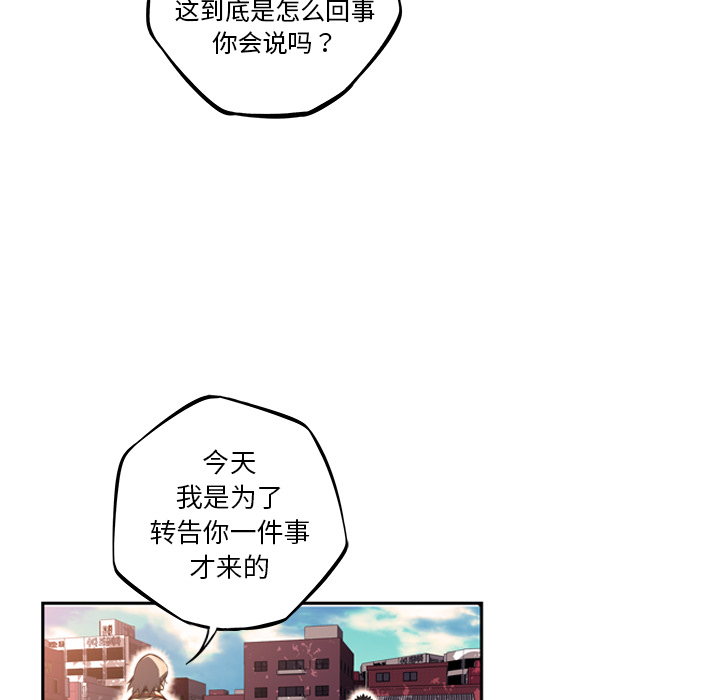 这到底是怎么回事
你会说吗？
今天
我是为了
转告你一件事
才来的